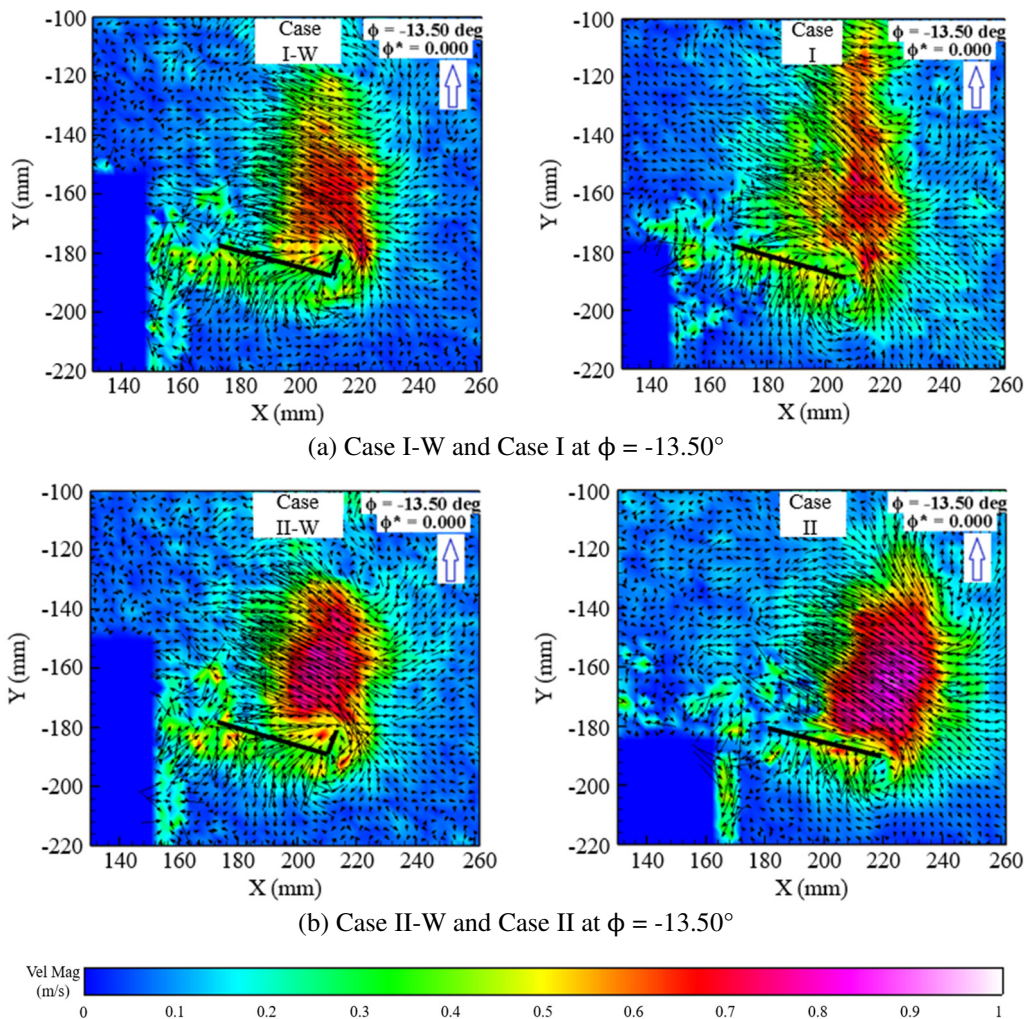 -100
-120
-140
-160
-180
-200
-220
Y (mm)
Case
I-W
ϕ = -13.50 deg
ϕ* = 0.000
140 160 180 200 220 240 260
X (mm)
-100
-120
-140
-160
-180
-200
-220
Y (mm)
Case
I
ϕ = -13.50 deg
ϕ* = 0.000
140 160 180 200 220 240 260
X (mm)
(a) Case I-W and Case I at ϕ = -13.50°
-100
-120
-140
-160
-180
-200
-220
Y (mm)
Case
II-W
ϕ = -13.50 deg
ϕ* = 0.000
140 160 180 200 220 240 260
X (mm)
-100
-120
-140
-160
-180
-200
-220
Y (mm)
Case
II
ϕ = -13.50 deg
ϕ* = 0.000
140 160 180 200 220 240 260
X (mm)
(b) Case II-W and Case II at ϕ = -13.50°
Vel Mag
(m/s)
0 0.1 0.2 0.3 0.4 0.5 0.6 0.7 0.8 0.9 1